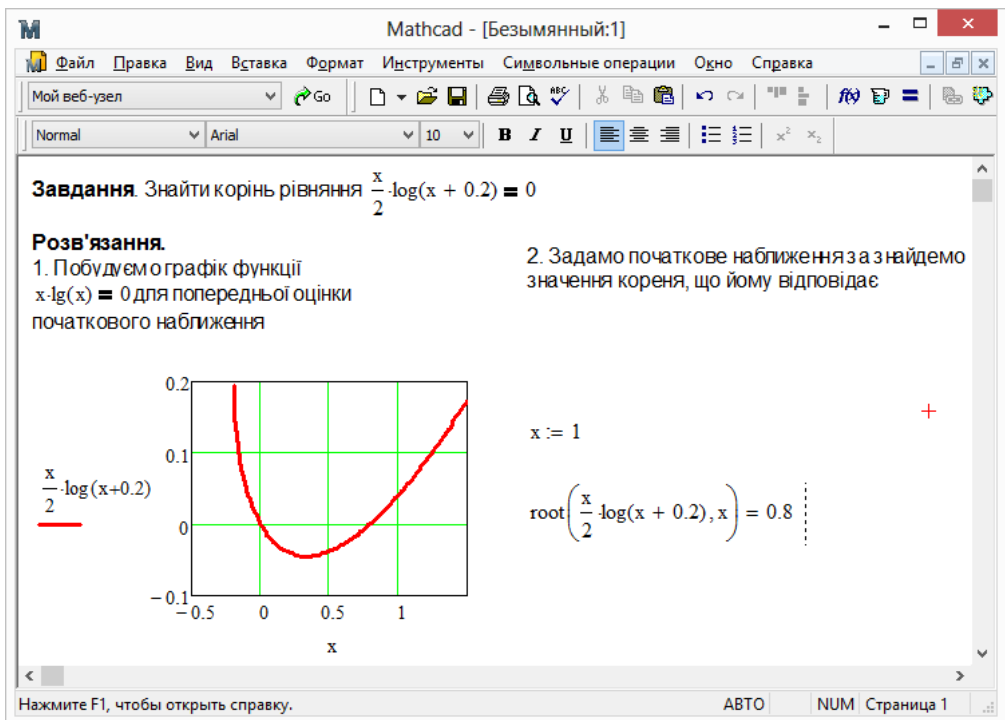 Mathcad - [Безымянный:1]
Файл Правка Вид Вставка Формат Инструменты Символьные операции Окно Справка
Мой веб-узел Go
Normal Arial 10 B I U x² x₂
Завдання. Знайти корінь рівняння x/2·log(x + 0.2) = 0
Розв'язання.
1. Побудуємо графік функції
x·lg(x) = 0 для попередньої оцінки
початкового наближення
2. Задамо початкове наближення за знайдемо
значення кореня, що йому відповідає
0.2
0.1
0
−0.1
x/2·log(x+0.2)
−0.5 0 0.5 1
x
x := 1
root(x/2·log(x + 0.2), x) = 0.8
Нажмите F1, чтобы открыть справку. АВТО NUM Страница 1